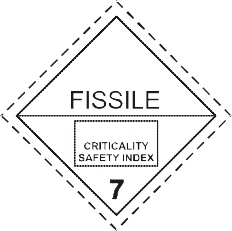 FISSILE
CRITICALITY
SAFETY INDEX
7